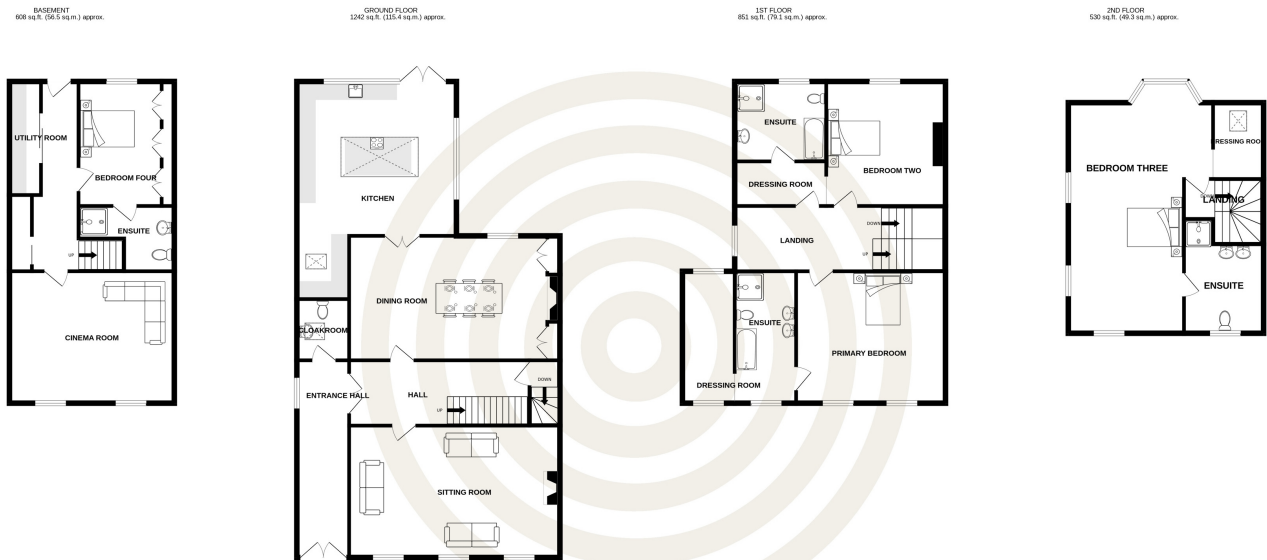 BASEMENT
608 sq.ft. (56.5 sq.m.) approx.
UTILITY ROOM
BEDROOM FOUR
ENSUITE
UP
CINEMA ROOM
GROUND FLOOR
1242 sq.ft. (115.4 sq.m.) approx.
KITCHEN
DINING ROOM
CLOAKROOM
ENTRANCE HALL
HALL
UP
DOWN
SITTING ROOM
1ST FLOOR
851 sq.ft. (79.1 sq.m.) approx.
ENSUITE
BEDROOM TWO
DRESSING ROOM
LANDING
DOWN
UP
ENSUITE
PRIMARY BEDROOM
DRESSING ROOM
2ND FLOOR
530 sq.ft. (49.3 sq.m.) approx.
RESSING ROO
BEDROOM THREE
DOWN
LANDING
ENSUITE